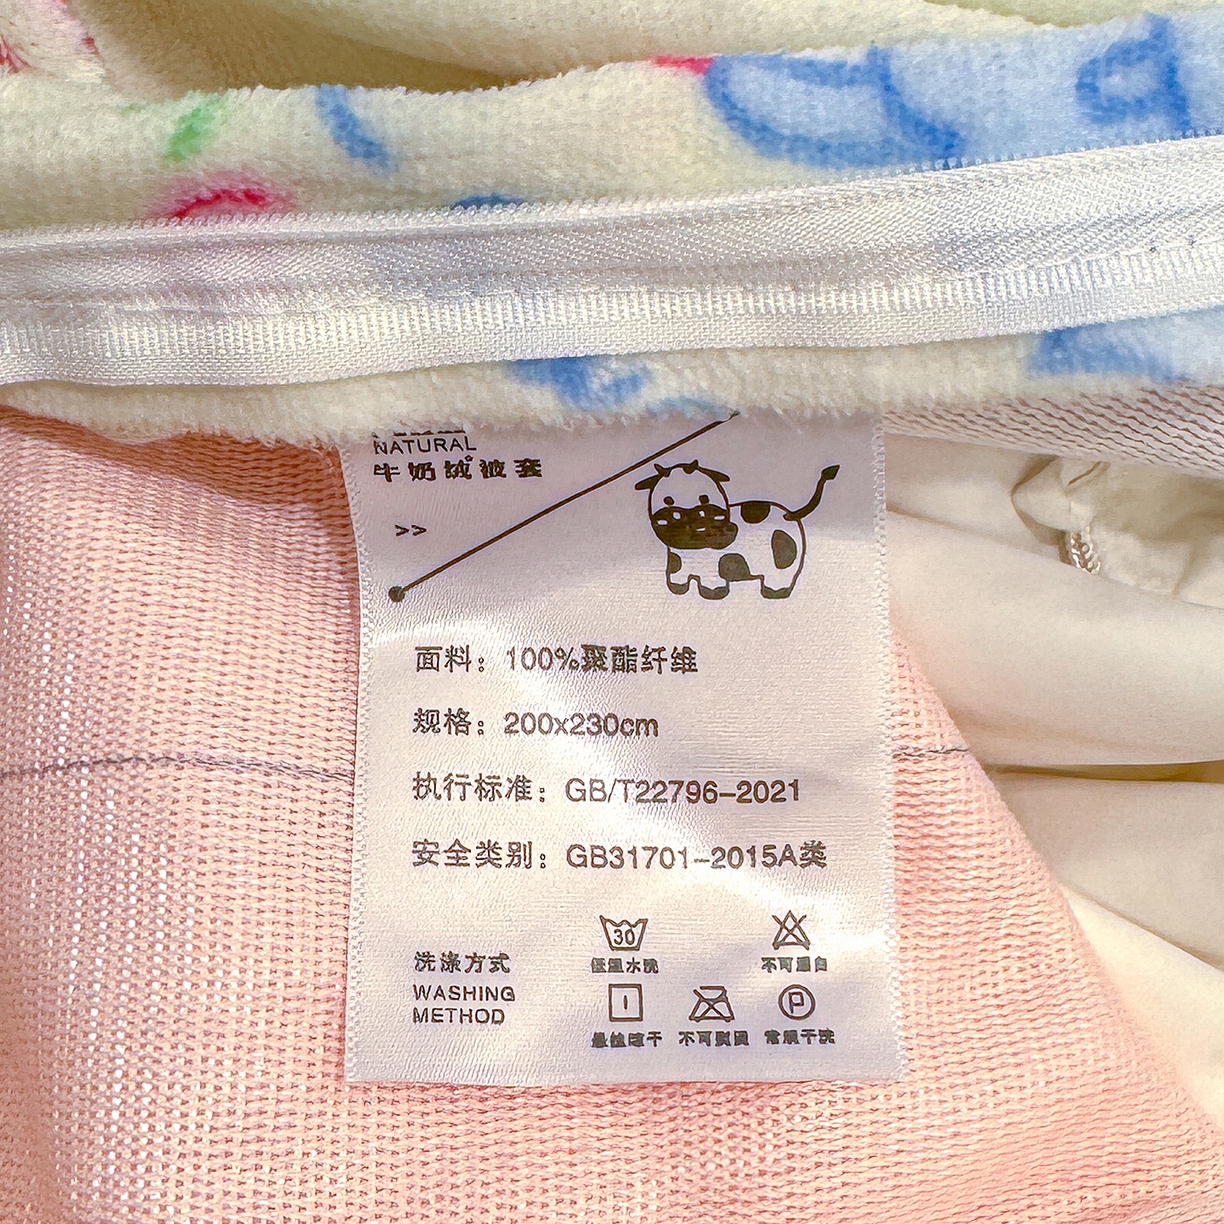 NATURAL
牛奶绒被套
>>
面料：100%聚酯纤维
规格：200x230cm
执行标准：GB/T22796-2021
安全类别：GB31701-2015A类
30
低温水洗
不可漂白
洗涤方式
WASHING
METHOD
P
悬挂晾干
不可熨烫
常规干洗